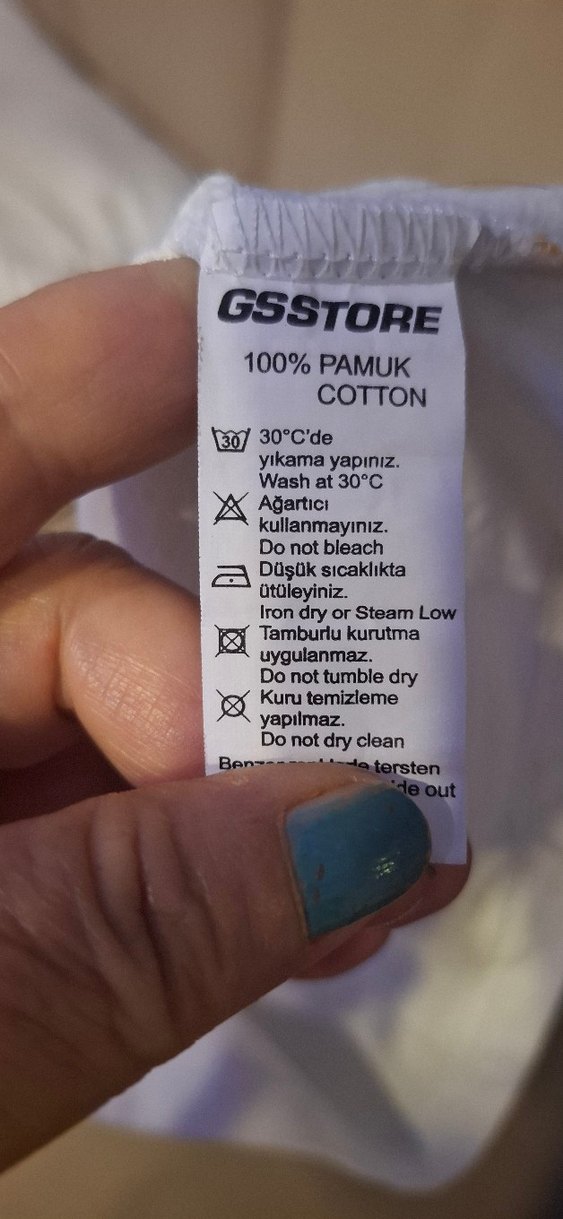 GSSTORE
100% PAMUK
COTTON
30 30°C'de
yıkama yapınız.
Wash at 30°C
Ağartıcı
kullanmayınız.
Do not bleach
Düşük sıcaklıkta
ütüleyiniz.
Iron dry or Steam Low
Tamburlu kurutma
uygulanmaz.
Do not tumble dry
Kuru temizleme
yapılmaz.
Do not dry clean
tersten
out